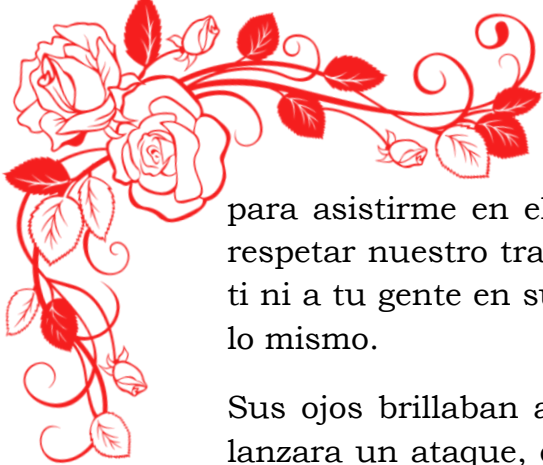 para asistirme en el
respetar nuestro tra
ti ni a tu gente en su
lo mismo.
Sus ojos brillaban a
lanzara un ataque,